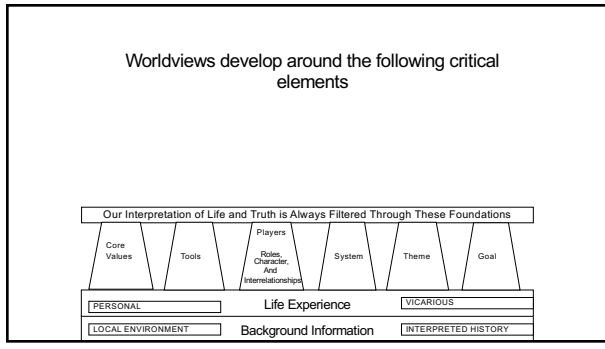 Worldviews develop around the following critical
elements
Our Interpretation of Life and Truth is Always Filtered Through These Foundations
Core
Values
Tools
Players
Roles,
Character,
And
Interrelationships
System
Theme
Goal
PERSONAL
Life Experience
VICARIOUS
LOCAL ENVIRONMENT
Background Information
INTERPRETED HISTORY